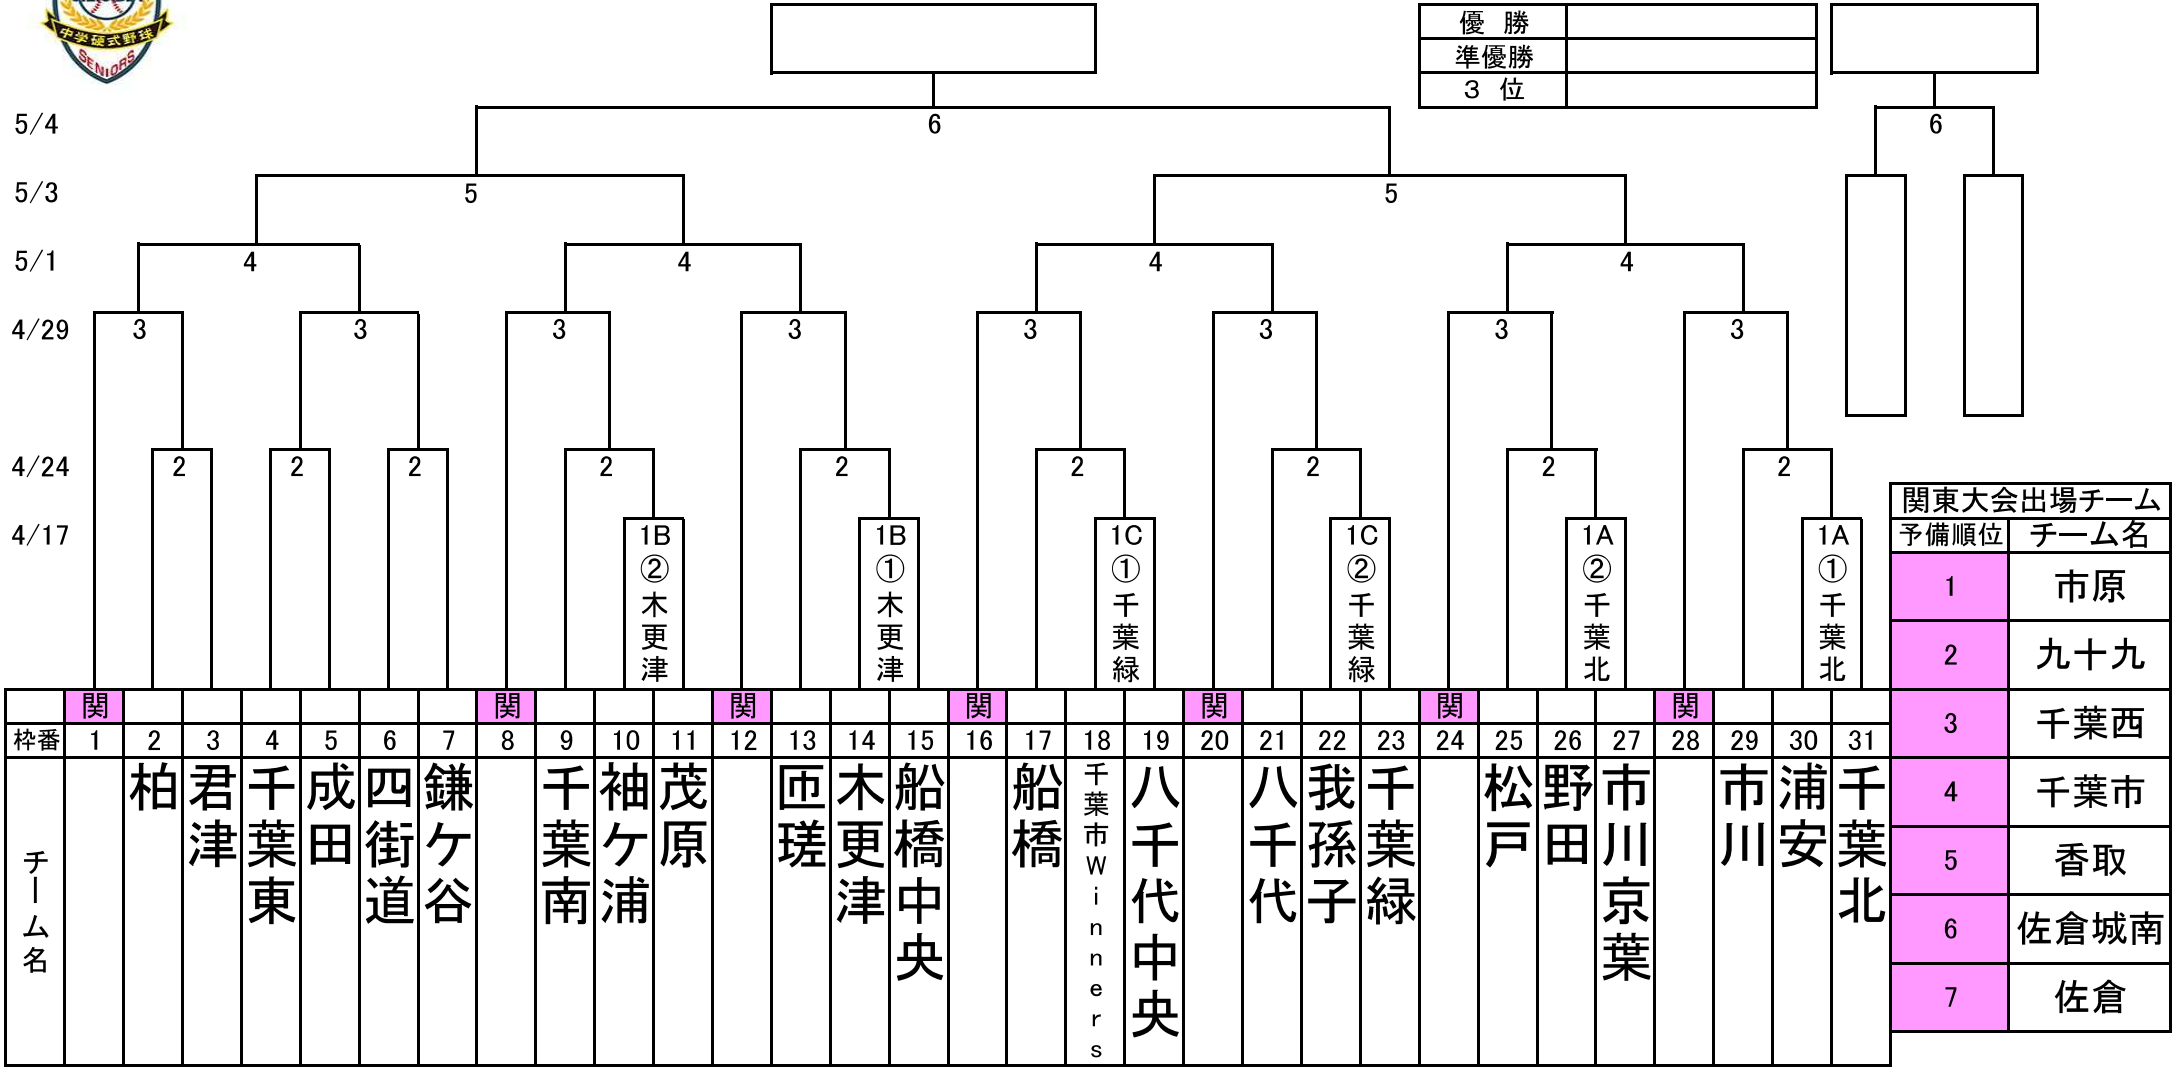 中学硬式野球
SENIORS
優　勝
準優勝
３　位
5/4
6
6
5/3
5
5
5/1
4
4
4
4
4/29
3
3
3
3
3
3
3
3
4/24
2
2
2
2
2
2
2
2
2
4/17
1B
②
木更津
1B
①
木更津
1C
①
千葉緑
1C
②
千葉緑
1A
②
千葉北
1A
①
千葉北
関 関 関 関 関 関 関
枠番 1 2 3 4 5 6 7 8 9 10 11 12 13 14 15 16 17 18 19 20 21 22 23 24 25 26 27 28 29 30 31
チーム名
柏
君津
千葉東
成田
四街道
鎌ケ谷
千葉南
袖ケ浦
茂原
匝瑳
木更津
船橋中央
船橋
千葉市Winners
八千代中央
八千代
我孫子
千葉緑
松戸
野田
市川京葉
市川
浦安
千葉北
関東大会出場チーム
予備順位 チーム名
1 市原
2 九十九
3 千葉西
4 千葉市
5 香取
6 佐倉城南
7 佐倉